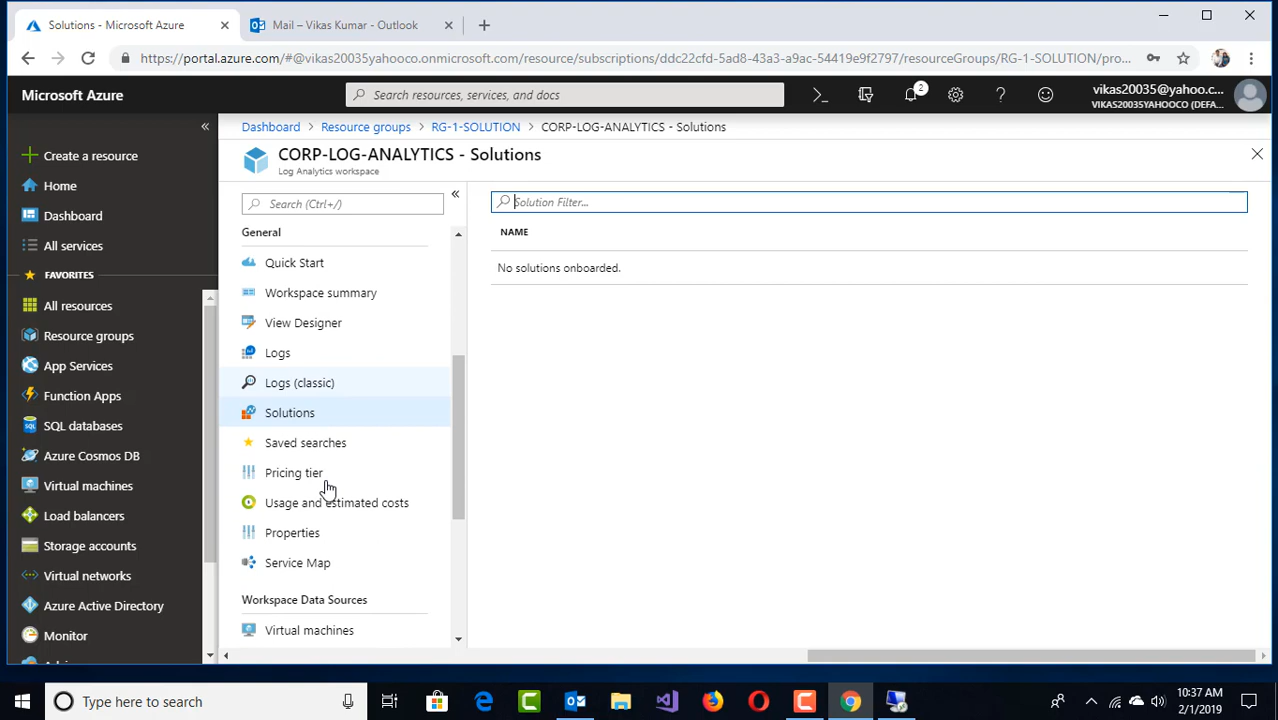 Solutions - Microsoft Azure
Mail – Vikas Kumar - Outlook
https://portal.azure.com/#@vikas20035yahooco.onmicrosoft.com/resource/subscriptions/ddc22cfd-5ad8-43a3-a9ac-54419e9f2797/resourceGroups/RG-1-SOLUTION/pro...
Microsoft Azure
Search resources, services, and docs
2
vikas20035@yahoo.c...
VIKAS20035YAHOOCO (DEFA...
Create a resource
Home
Dashboard
All services
FAVORITES
All resources
Resource groups
App Services
Function Apps
SQL databases
Azure Cosmos DB
Virtual machines
Load balancers
Storage accounts
Virtual networks
Azure Active Directory
Monitor
Dashboard > Resource groups > RG-1-SOLUTION > CORP-LOG-ANALYTICS - Solutions
CORP-LOG-ANALYTICS - Solutions
Log Analytics workspace
Search (Ctrl+/)
General
Quick Start
Workspace summary
View Designer
Logs
Logs (classic)
Solutions
Saved searches
Pricing tier
Usage and estimated costs
Properties
Service Map
Workspace Data Sources
Virtual machines
Solution Filter...
NAME
No solutions onboarded.
Type here to search
10:37 AM
2/1/2019